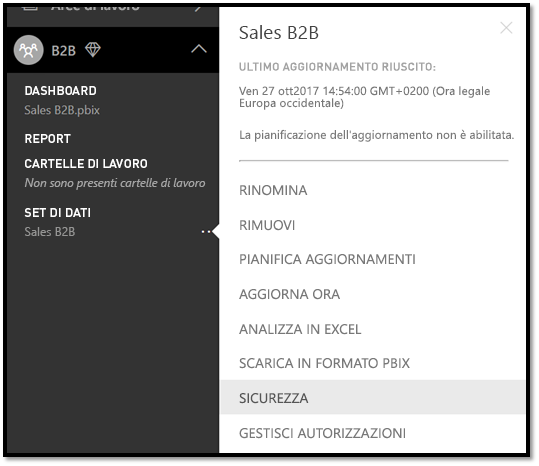 Aree di lavoro
B2B
DASHBOARD
Sales B2B.pbix
REPORT
CARTELLE DI LAVORO
Non sono presenti cartelle di lavoro
SET DI DATI
Sales B2B
Sales B2B
ULTIMO AGGIORNAMENTO RIUSCITO:
Ven 27 ott2017 14:54:00 GMT+0200 (Ora legale
Europa occidentale)
La pianificazione dell'aggiornamento non è abilitata.
RINOMINA
RIMUOVI
PIANIFICA AGGIORNAMENTI
AGGIORNA ORA
ANALIZZA IN EXCEL
SCARICA IN FORMATO PBIX
SICUREZZA
GESTISCI AUTORIZZAZIONI